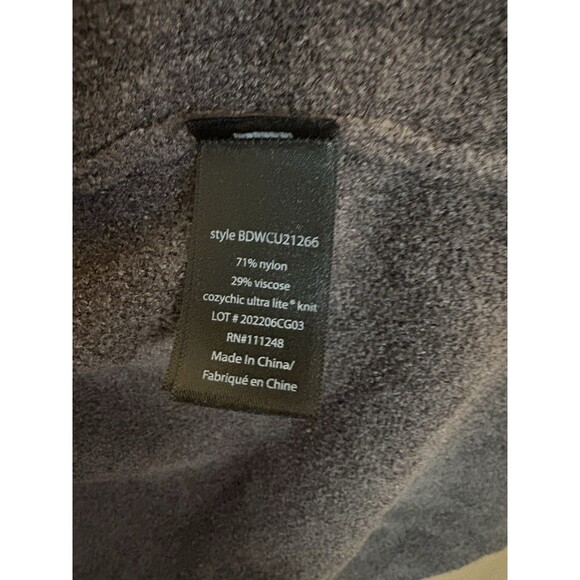 style BDWCU21266
71% nylon
29% viscose
cozychic ultra lite® knit
LOT # 202206CG03
RN#111248
Made In China/
Fabriqué en Chine